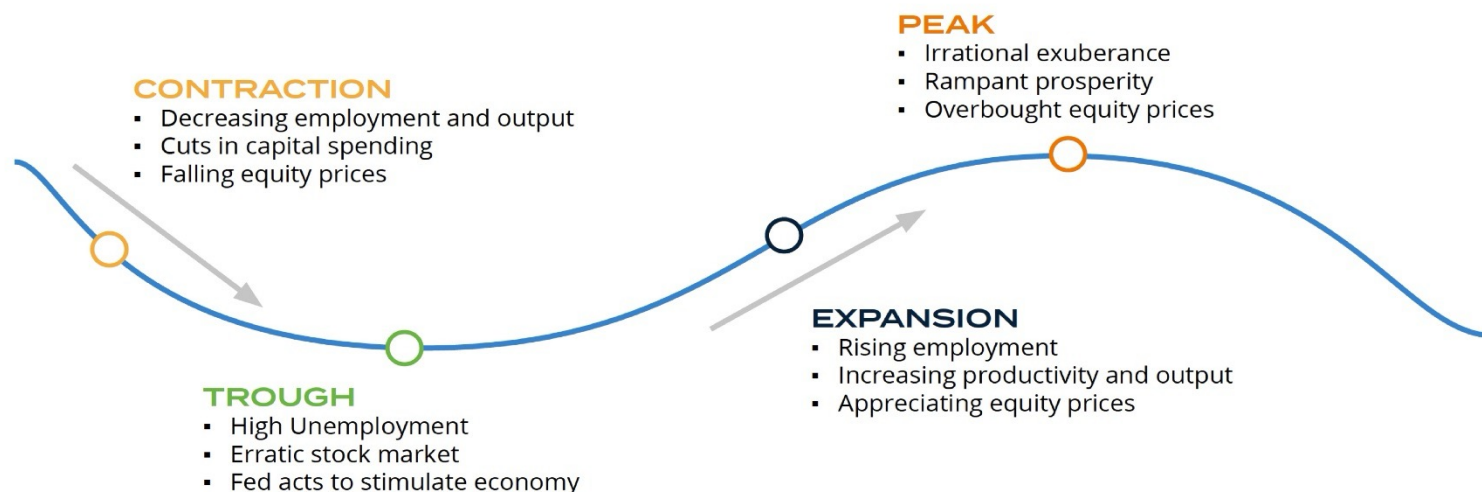 CONTRACTION
▪ Decreasing employment and output
▪ Cuts in capital spending
▪ Falling equity prices
TROUGH
▪ High Unemployment
▪ Erratic stock market
▪ Fed acts to stimulate economy
EXPANSION
▪ Rising employment
▪ Increasing productivity and output
▪ Appreciating equity prices
PEAK
▪ Irrational exuberance
▪ Rampant prosperity
▪ Overbought equity prices